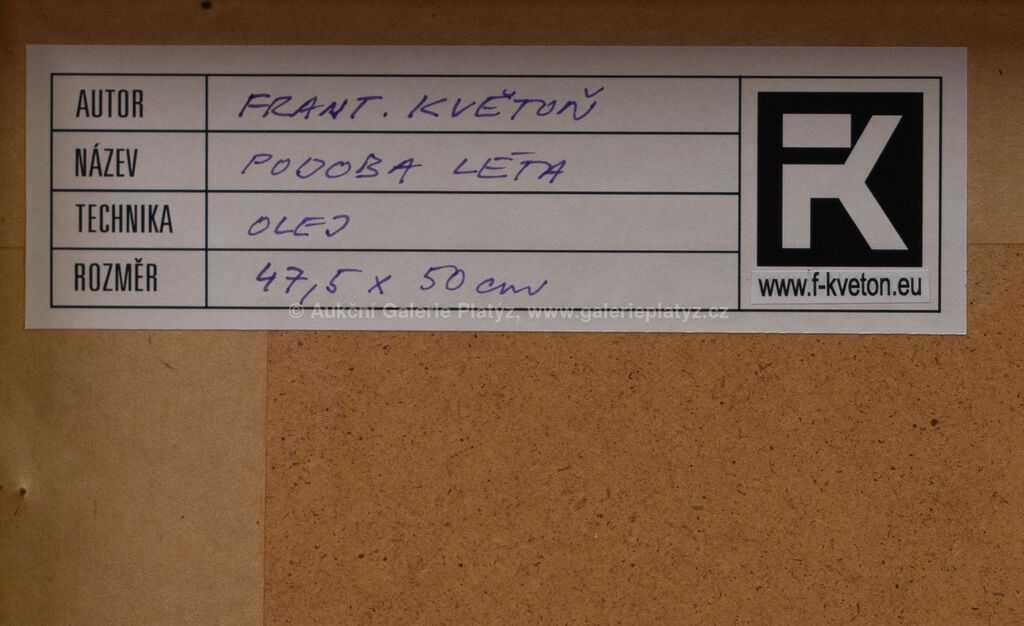 AUTOR FRANT. KVĚTOŇ
NÁZEV PODOBA LÉTA
TECHNIKA OLEJ
ROZMĚR 47,5 x 50 cm
FK
www.f-kveton.eu
© Aukční Galerie Platýz, www.galerieplatyz.cz